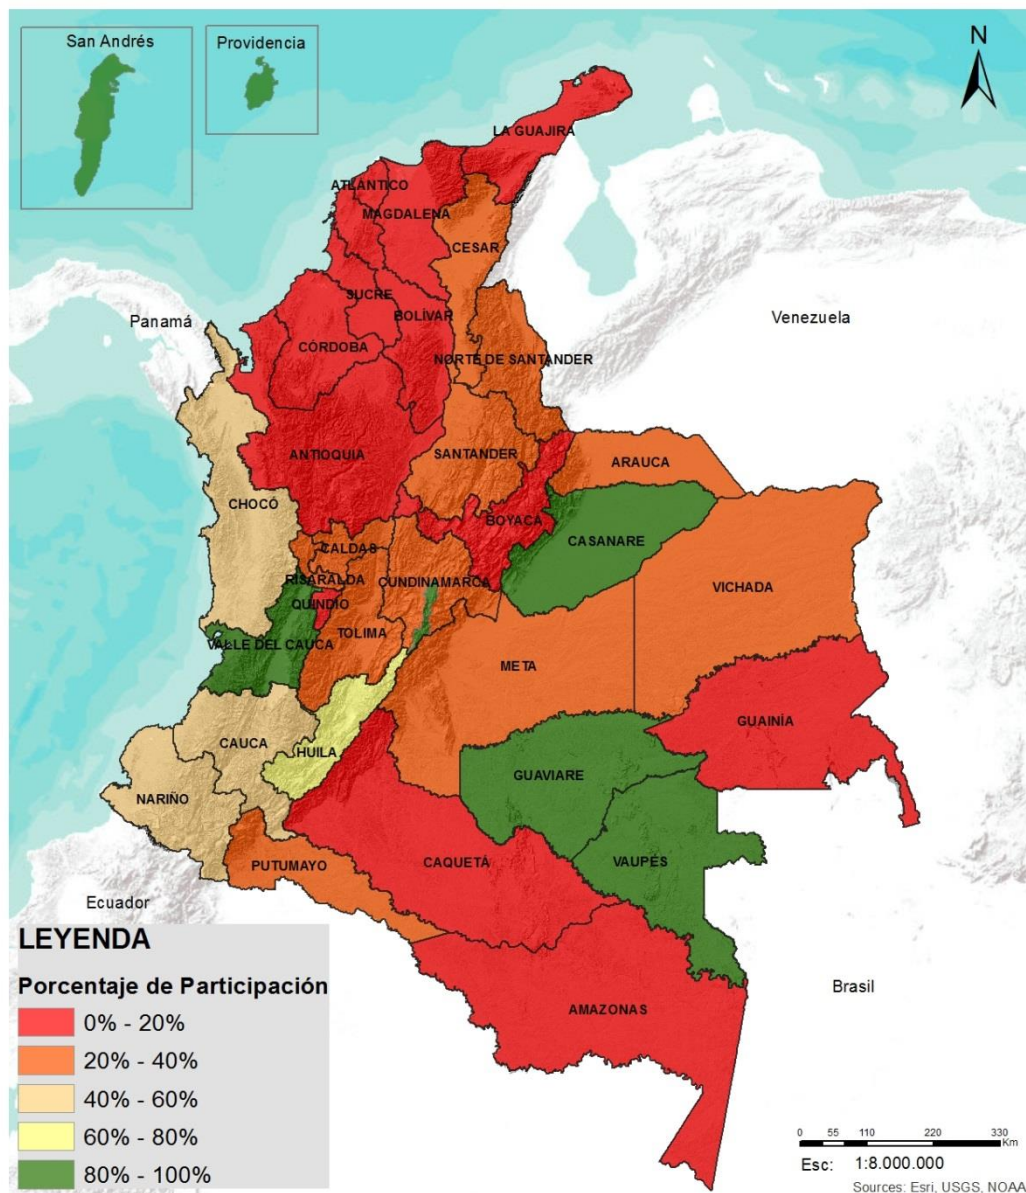 San Andrés
Providencia
N
LA GUAJIRA
ATLÁNTICO
MAGDALENA
CESAR
SUCRE
BOLÍVAR
Panamá
Venezuela
CÓRDOBA
NORTE DE SANTANDER
ANTIOQUIA
SANTANDER
ARAUCA
CHOCÓ
BOYACA
CASANARE
CALDAS
RISARALDA
CUNDINAMARCA
VICHADA
QUINDIO
TOLIMA
VALLE DEL CAUCA
META
GUAINÍA
CAUCA
HUILA
GUAVIARE
NARIÑO
VAUPÉS
CAQUETÁ
PUTUMAYO
Ecuador
LEYENDA
Porcentaje de Participación
0% - 20%
20% - 40%
40% - 60%
60% - 80%
80% - 100%
Brasil
AMAZONAS
0 55 110 220 330
Km
Esc: 1:8.000.000
Sources: Esri, USGS, NOAA